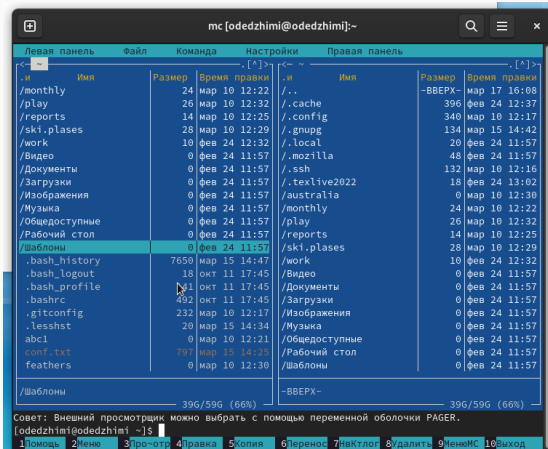 mc [odedzhimi@odedzhimi]:~
Левая панель Файл Команда Настройки Правая панель
<— ~ .[^]> <— ~ .[^]>
.и Имя Размер Время правки .и Имя Размер Время правки
/monthly 24 мар 10 12:22 /.. -ВВЕРХ- мар 17 16:08
/play 26 мар 10 12:32 /.cache 396 фев 24 12:37
/reports 14 мар 10 12:25 /.config 340 мар 10 12:17
/ski.plases 28 мар 10 12:29 /.gnupg 134 мар 15 14:42
/work 10 фев 24 12:32 /.local 20 фев 24 11:57
/Видео 0 фев 24 11:57 /.mozilla 48 фев 24 11:57
/Документы 0 фев 24 11:57 /.ssh 132 мар 10 12:16
/Загрузки 0 фев 24 11:57 /.texlive2022 18 фев 24 13:02
/Изображения 0 фев 24 11:57 /australia 0 мар 10 12:30
/Музыка 0 фев 24 11:57 /monthly 24 мар 10 12:22
/Общедоступные 0 фев 24 11:57 /play 26 мар 10 12:32
/Рабочий стол 0 фев 24 11:57 /reports 14 мар 10 12:25
/Шаблоны 0 фев 24 11:57 /ski.plases 28 мар 10 12:29
.bash_history 7650 мар 15 14:47 /work 10 фев 24 12:32
.bash_logout 18 окт 11 17:45 /Видео 0 фев 24 11:57
.bash_profile 41 окт 11 17:45 /Документы 0 фев 24 11:57
.bashrc 492 окт 11 17:45 /Загрузки 0 фев 24 11:57
.gitconfig 232 мар 10 12:17 /Изображения 0 фев 24 11:57
.lesshst 20 мар 15 14:34 /Музыка 0 фев 24 11:57
abc1 0 мар 10 12:21 /Общедоступные 0 фев 24 11:57
conf.txt 797 мар 15 14:25 /Рабочий стол 0 фев 24 11:57
feathers 0 мар 10 12:30 /Шаблоны 0 фев 24 11:57
/Шаблоны -ВВЕРХ-
39G/59G (66%) 39G/59G (66%)
Совет: Внешний просмотрщик можно выбрать с помощью переменной оболочки PAGER.
[odedzhimi@odedzhimi ~]$
1Помощь 2Меню 3Про~отр 4Правка 5Копия 6Перенос 7НвКтлог 8Удалить 9МенюMC 10Выход